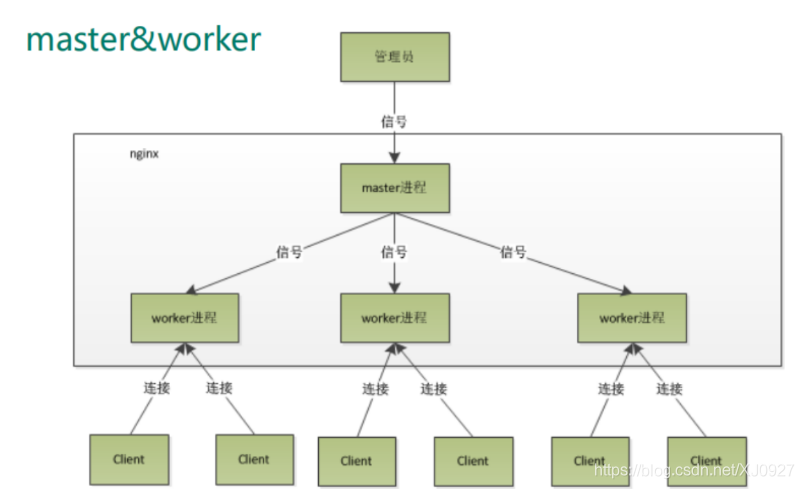 master&worker
管理员
信号
nginx
master进程
信号
信号
信号
worker进程
worker进程
worker进程
连接
连接
连接
连接
连接
连接
Client
Client
Client
Client
Client
Client
https://blog.csdn.net/XJ0927